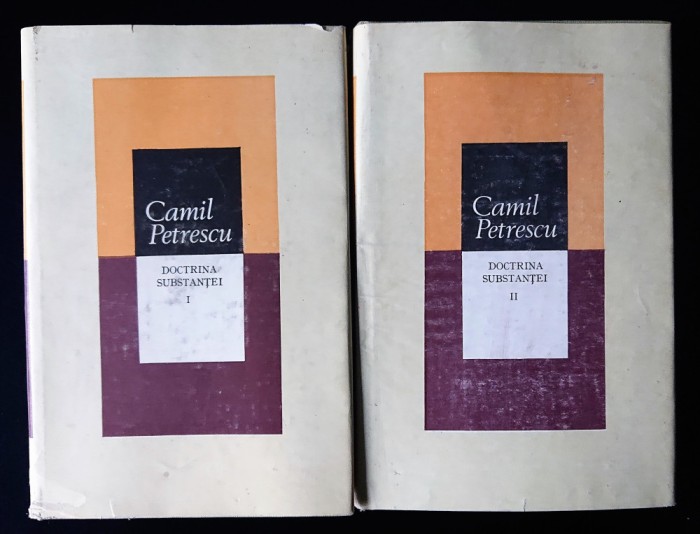 Camil
Petrescu
DOCTRINA
SUBSTANȚEI
I
Camil
Petrescu
DOCTRINA
SUBSTANȚEI
II